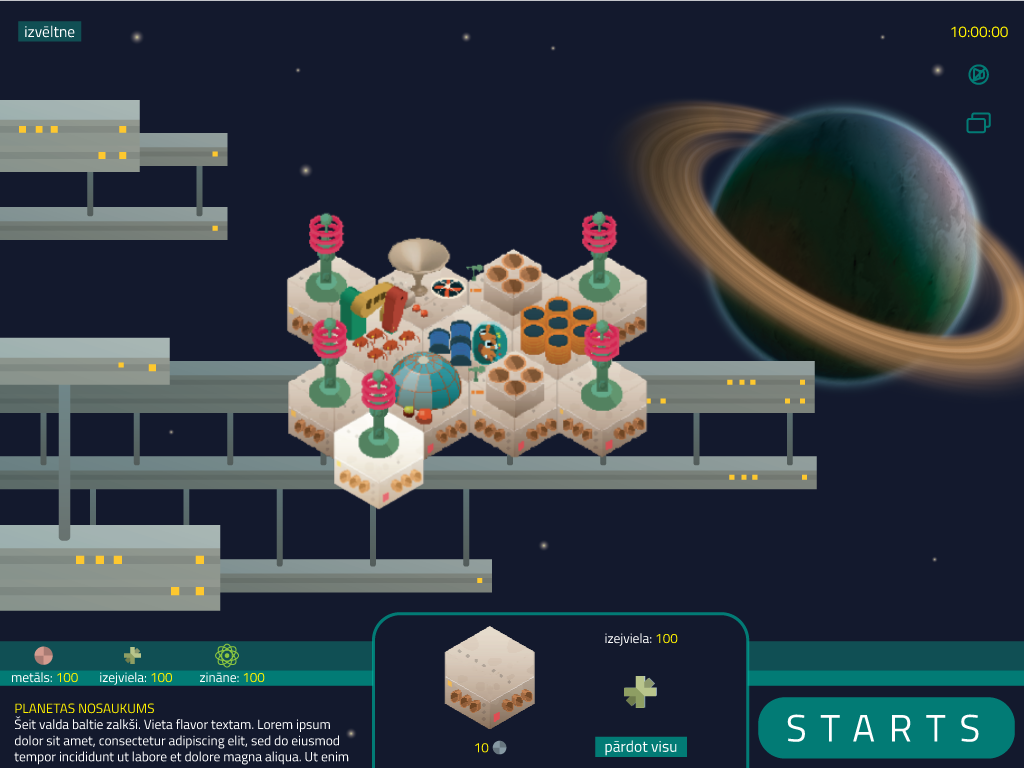 izvēltne
10:00:00
metāls: 100 izejviela: 100 zināne: 100
PLANETAS NOSAUKUMS
Šeit valda baltie zalkši. Vieta flavor textam. Lorem ipsum
dolor sit amet, consectetur adipiscing elit, sed do eiusmod
tempor incididunt ut labore et dolore magna aliqua. Ut enim
10
izejviela: 100
pārdot visu
STARTS